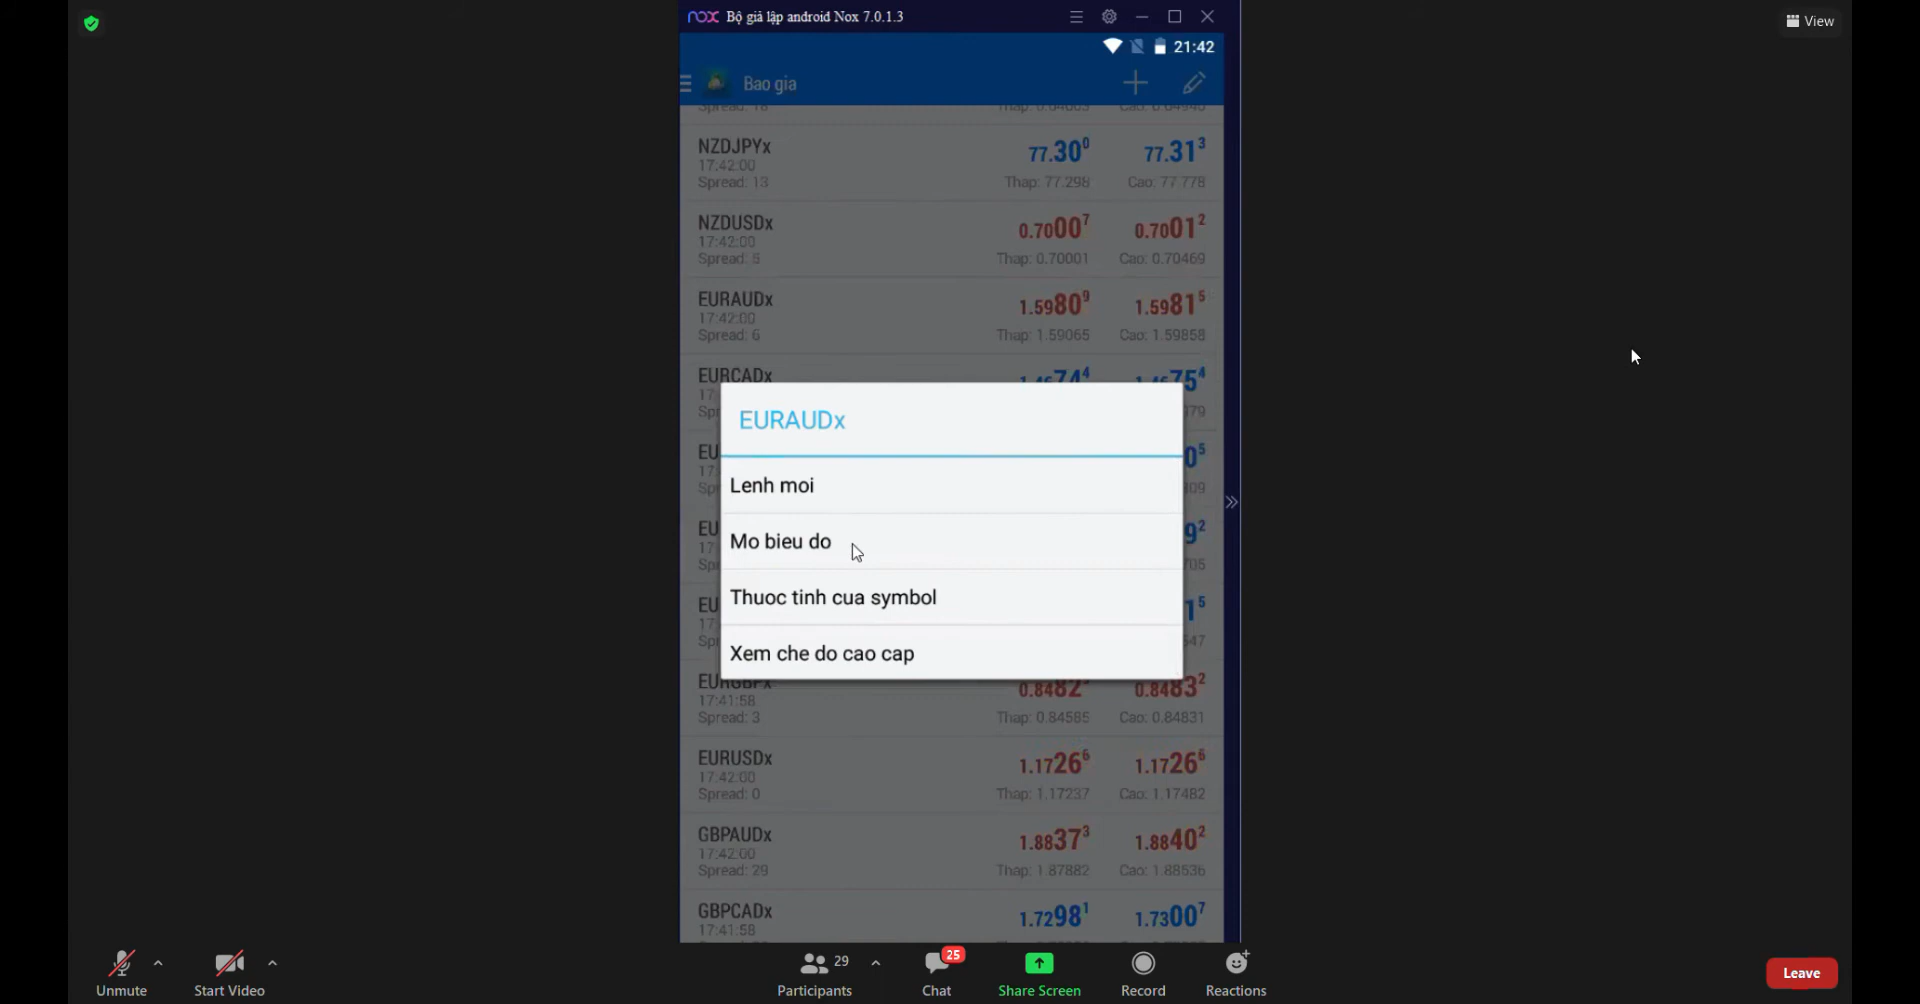 nox Bộ giả lập android Nox 7.0.1.3
View
21:42
Bao gia
NZDJPYx
77.30⁰ 77.31³
17:42:00
Spread: 13 Thap: 77.298 Cao: 77.778
NZDUSDx
0.7000⁷ 0.7001²
17:42:00
Spread: 5 Thap: 0.70001 Cao: 0.70469
EURAUDx
1.5980⁹ 1.5981⁵
17:42:00
Spread: 6 Thap: 1.59065 Cao: 1.59858
EURCADx
EURAUDx
Lenh moi
Mo bieu do
Thuoc tinh cua symbol
Xem che do cao cap
EURGBPx
0.8483²
17:41:58
Spread: 3 Thap: 0.84585 Cao: 0.84831
EURUSDx
1.1726⁶ 1.1726⁶
17:42:00
Spread: 0 Thap: 1.17237 Cao: 1.17482
GBPAUDx
1.8837³ 1.8840²
17:42:00
Spread: 29 Thap: 1.87882 Cao: 1.88536
GBPCADx
1.7298¹ 1.7300⁷
17:41:58
29
25
Unmute
Start Video
Participants
Chat
Share Screen
Record
Reactions
Leave